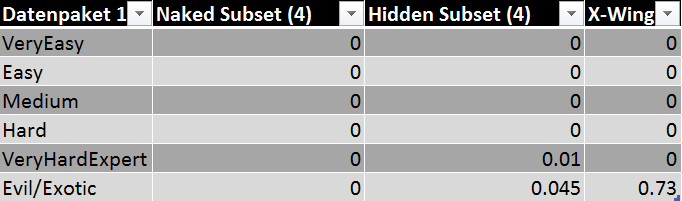 Datenpaket 1 Naked Subset (4) Hidden Subset (4) X-Wing
VeryEasy 0 0 0
Easy 0 0 0
Medium 0 0 0
Hard 0 0 0
VeryHardExpert 0 0.01 0
Evil/Exotic 0 0.045 0.73